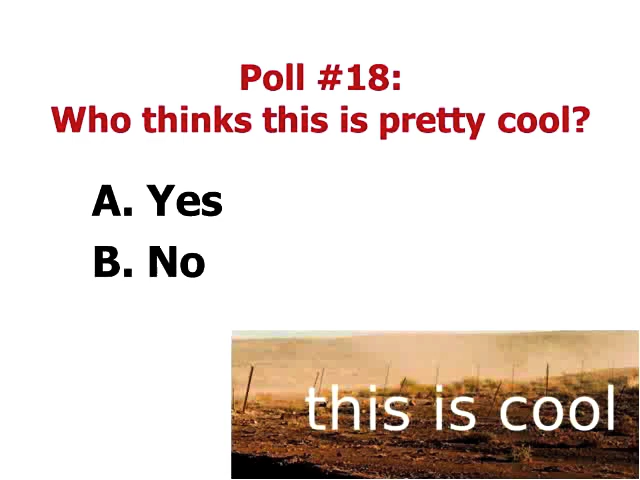 Poll #18:
Who thinks this is pretty cool?
A. Yes
B. No
this is cool